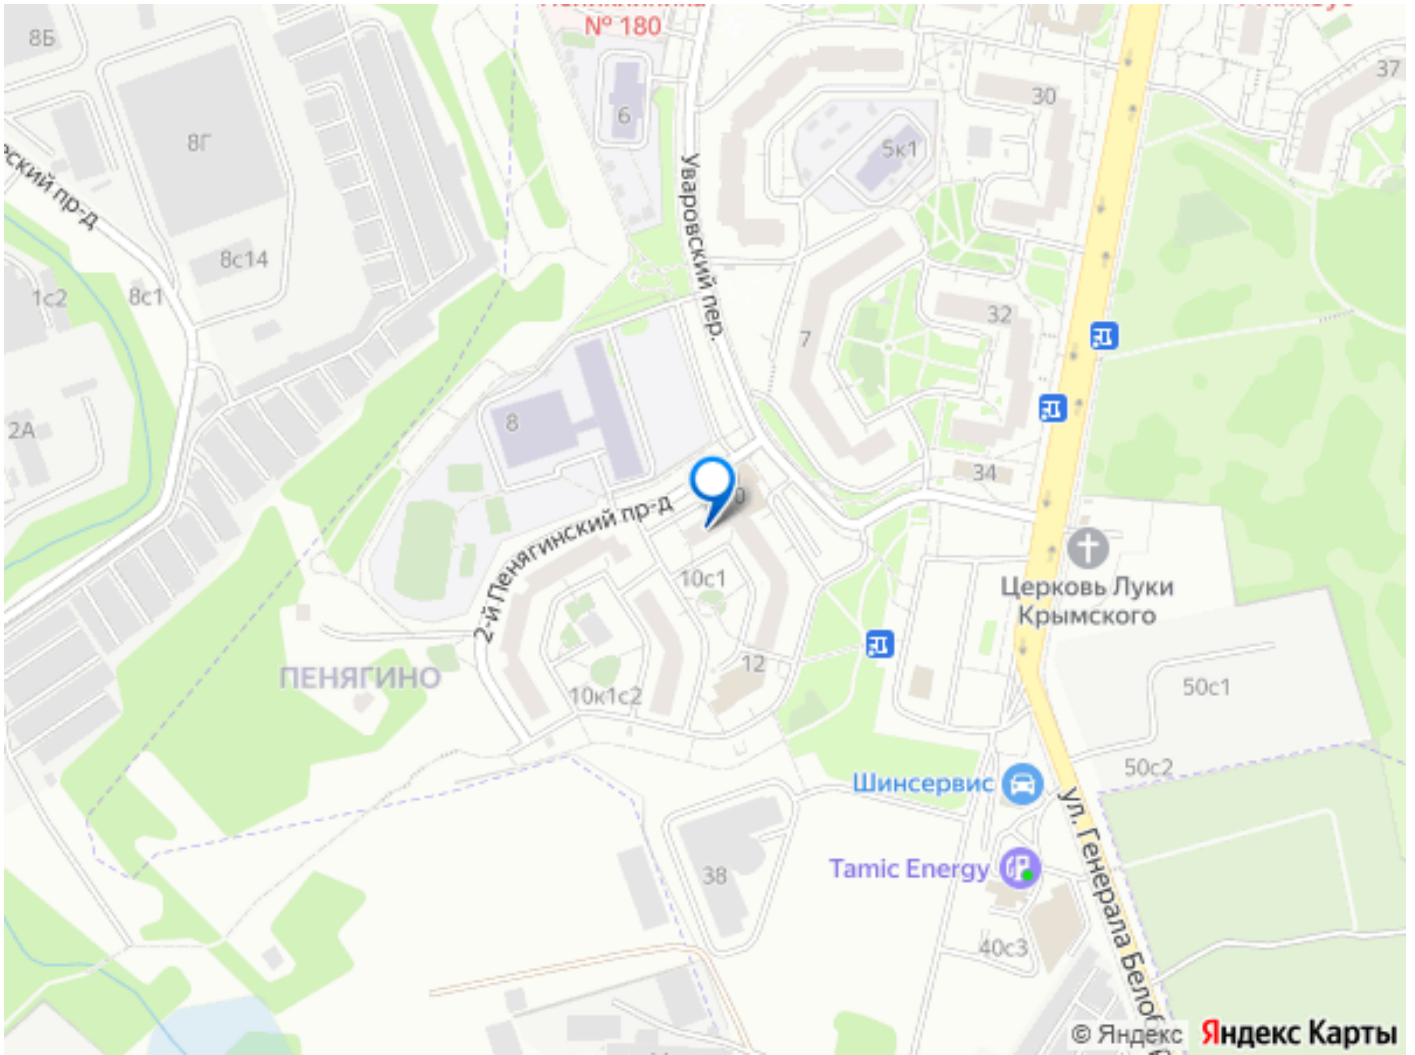 № 180
8Б
30
37
6
8Г
5к1
еский пр-д
Уваровский пер.
8с14
1с2
8с1
32
7
8
2А
34
10с1
2-й Пенягинский пр-д
Церковь Луки
Крымского
12
ПЕНЯГИНО
10к1с2
50с1
50с2
Шинсервис
Tamic Energy
38
40с3
ул. Генерала Белоб
© Яндекс Яндекс Карты